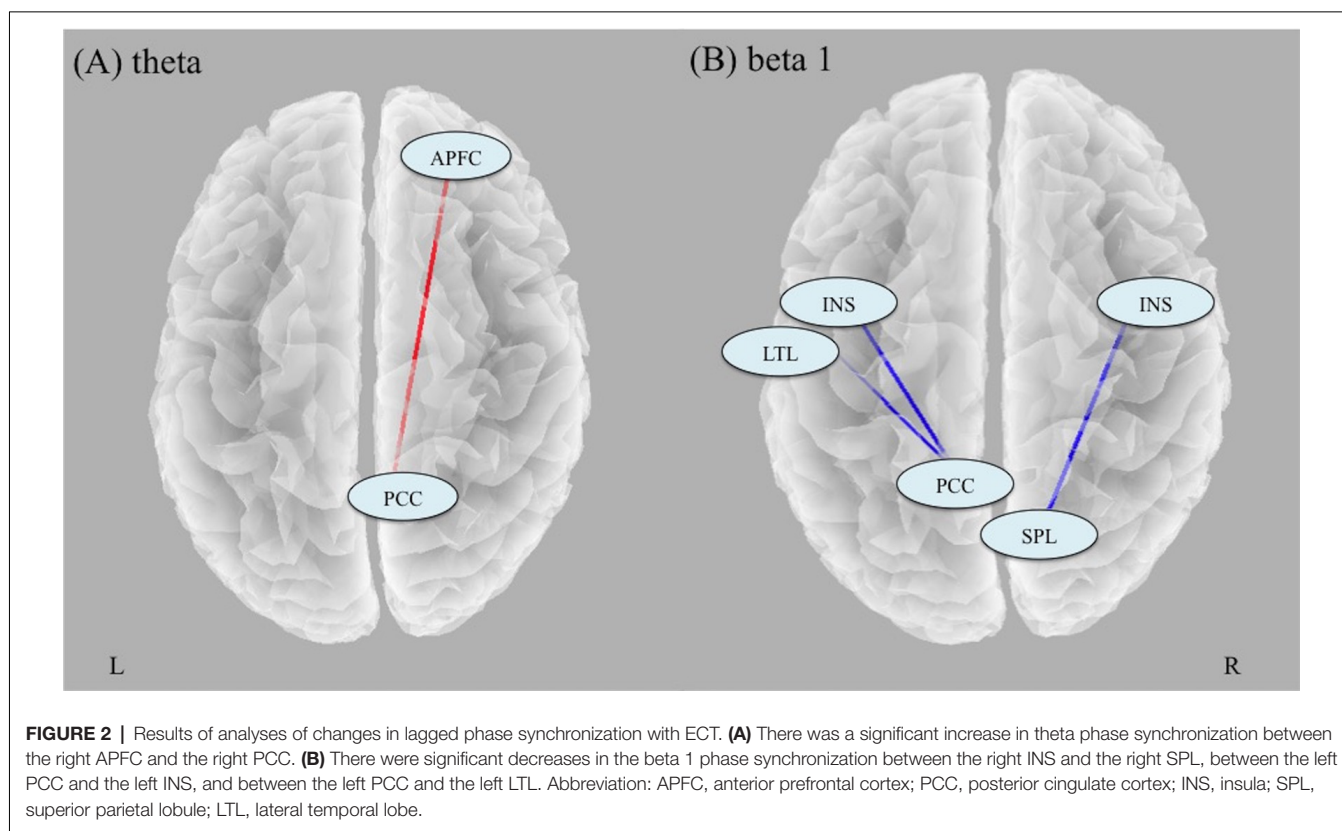 (A) theta
(B) beta 1
APFC
INS
INS
LTL
PCC
PCC
SPL
L
R
FIGURE 2 | Results of analyses of changes in lagged phase synchronization with ECT. (A) There was a significant increase in theta phase synchronization between
the right APFC and the right PCC. (B) There were significant decreases in the beta 1 phase synchronization between the right INS and the right SPL, between the left
PCC and the left INS, and between the left PCC and the left LTL. Abbreviation: APFC, anterior prefrontal cortex; PCC, posterior cingulate cortex; INS, insula; SPL,
superior parietal lobule; LTL, lateral temporal lobe.